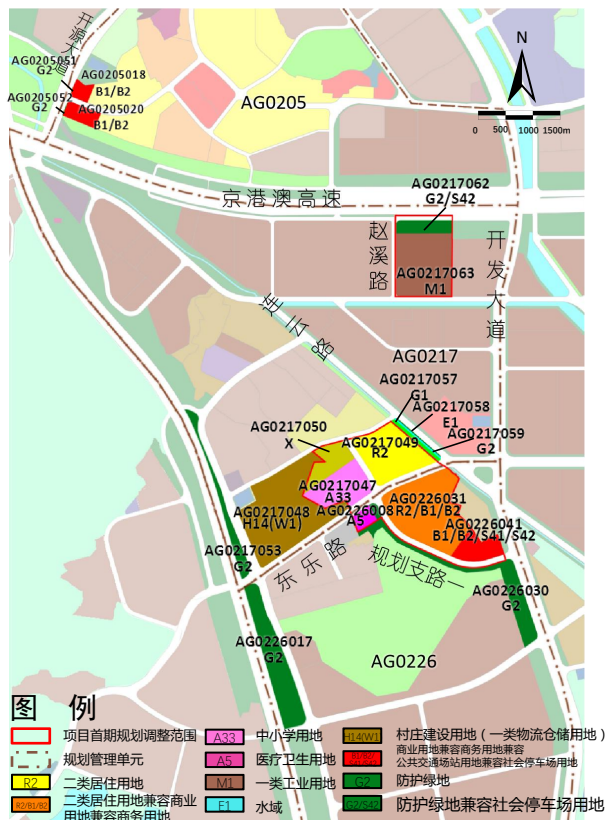 开源大道
AG0205051
G2
AG0205018
B1/B2
AG0205052
G2
AG0205020
B1/B2
AG0205
N
0 500 1000 1500m
京港澳高速
AG0217062
G2/S42
赵溪路
开发大道
AG0217063
M1
连云路
AG0217
AG0217057
G1
AG0217058
E1
AG0217059
G2
AG0217050
X
AG0217049
R2
AG0217047
A33
AG0226008
A5
AG0226031
R2/B1/B2
AG0217048
H14(W1)
AG0226041
B1/B2/S41/S42
AG0217053
G2
东乐路
规划支路一
AG0226030
G2
AG0226017
G2
AG0226
图 例
项目首期规划调整范围
规划管理单元
R2 二类居住用地
R2/B1/B2 二类居住用地兼容商业
用地兼容商务用地
A33 中小学用地
A5 医疗卫生用地
M1 一类工业用地
E1 水域
H14(W1) 村庄建设用地（一类物流仓储用地）
商业用地兼容商务用地兼容
公共交通场站用地兼容社会停车场用地
G2 防护绿地
G2/S42 防护绿地兼容社会停车场用地